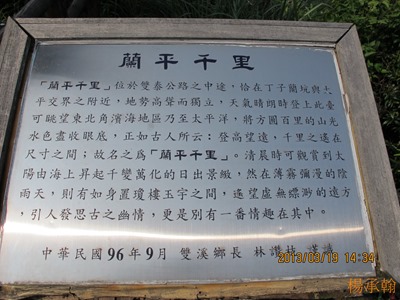 蘭平千里
「蘭平千里」位於雙泰公路之中途，恰在丁子蘭坑與太
平交界之附近，地勢高聳而獨立，天氣晴朗時登上此臺
可眺望東北角濱海地區乃至太平洋，將方圓百里的山光
水色盡收眼底，正如古人所云：登高望遠，千里之遙在
尺寸之間；故名之為「蘭平千里」。清晨時可觀賞到太
陽由海上昇起千變萬化的日出景緻，然在薄霧彌漫的陰
雨天，則有如身置瓊樓玉宇之間，遙望虛無縹渺的遠方
，引人發思古之幽情，更是別有一番情趣在其中。
中華民國96年9月 雙溪鄉長 林讚枝 謹識
2013/03/19 14:34
楊承翰